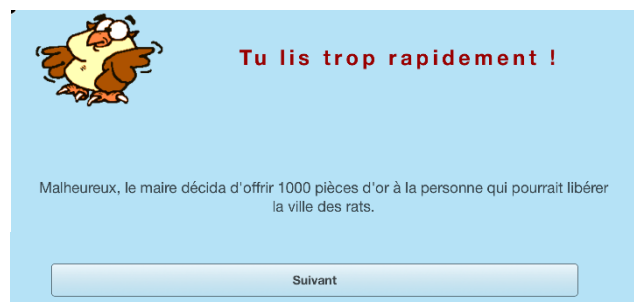 Tu lis trop rapidement !
Malheureux, le maire décida d'offrir 1000 pièces d'or à la personne qui pourrait libérer
la ville des rats.
Suivant